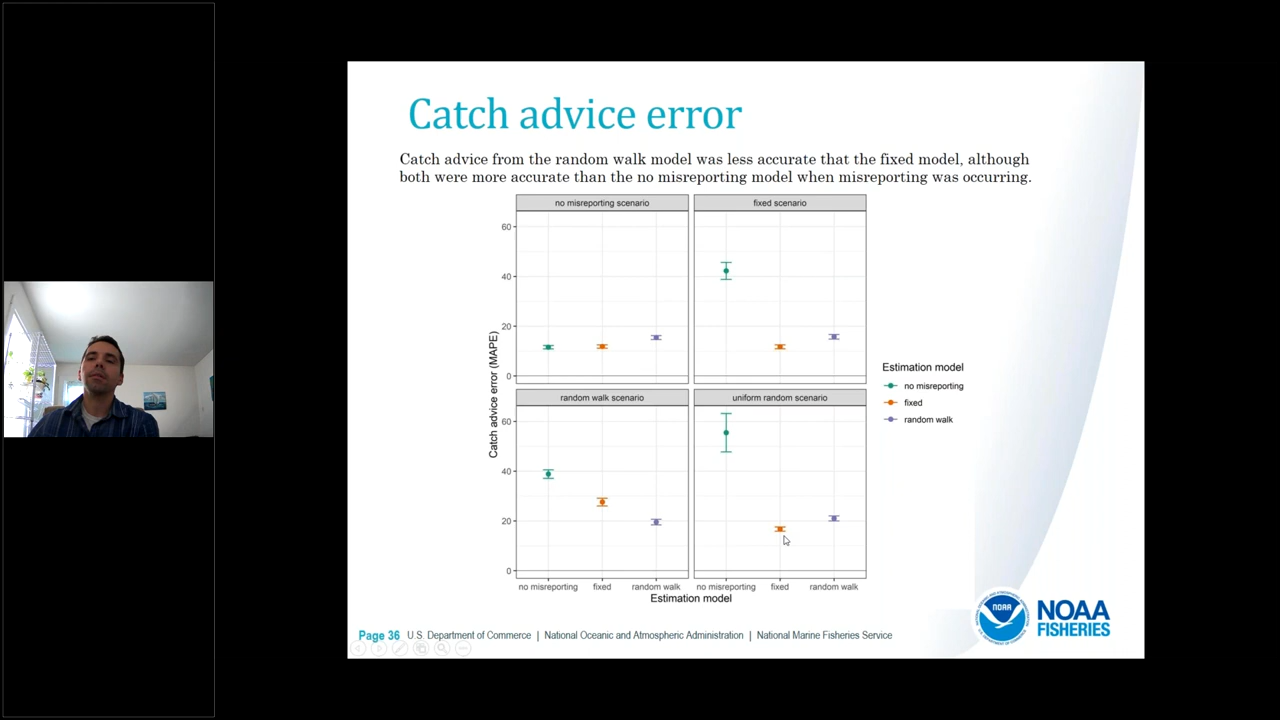 Catch advice error
Catch advice from the random walk model was less accurate that the fixed model, although
both were more accurate than the no misreporting model when misreporting was occurring.
no misreporting scenario
fixed scenario
60
40
20
0
Catch advice error (MAPE)
random walk scenario
uniform random scenario
60
40
20
0
no misreporting
fixed
random walk
no misreporting
fixed
random walk
Estimation model
Estimation model
no misreporting
fixed
random walk
NOAA
NOAA
FISHERIES
Page 36 U.S. Department of Commerce | National Oceanic and Atmospheric Administration | National Marine Fisheries Service